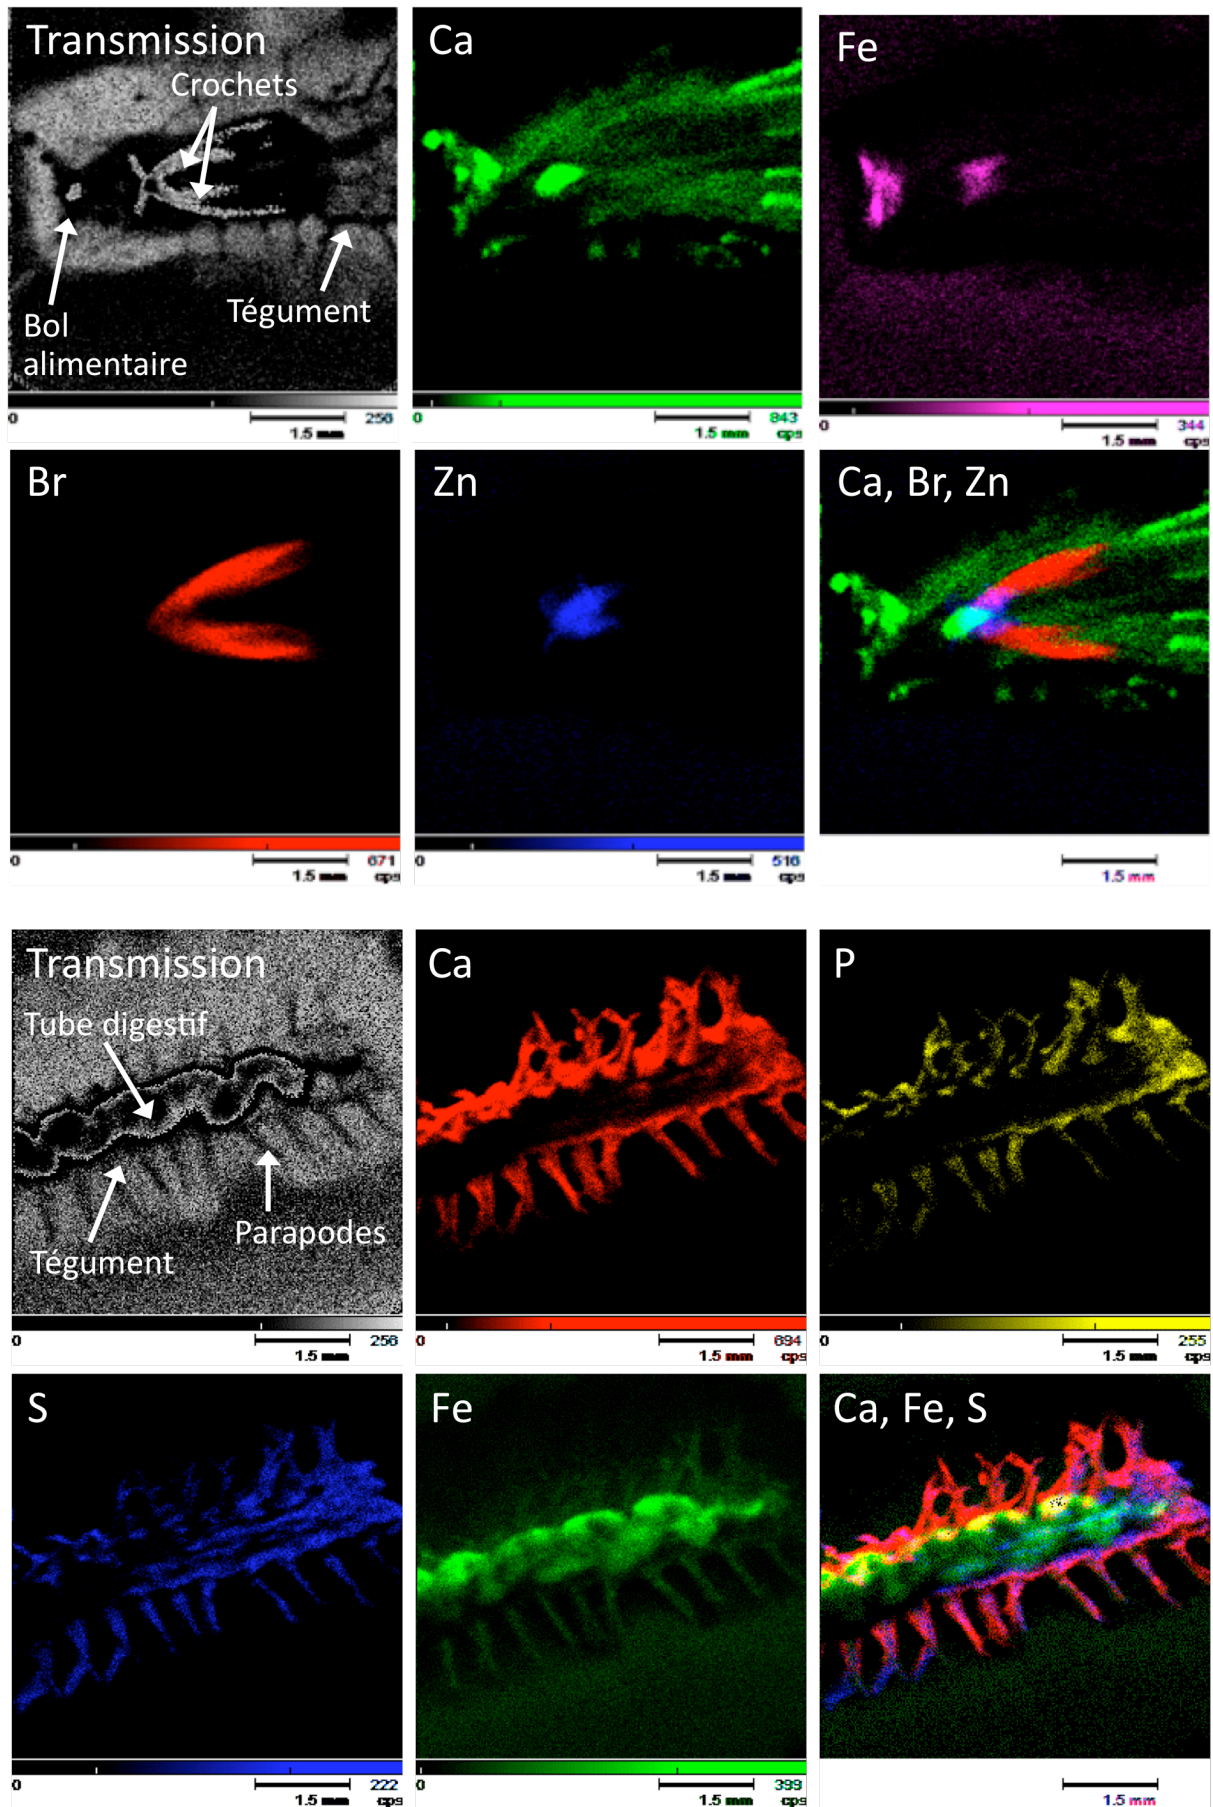 Transmission
Crochets
Bol
alimentaire
Tégument
0
256
1.5 mm
Ca
0
843
1.5 mm
cps
Fe
0
344
1.5 mm
cps
Br
0
671
1.5 mm
cps
Zn
0
516
1.5 mm
cps
Ca, Br, Zn
1.5 mm
Transmission
Tube digestif
Parapodes
Tégument
0
256
1.5 mm
Ca
0
694
1.5 mm
cps
P
0
255
1.5 mm
cps
S
0
222
1.5 mm
cps
Fe
0
399
1.5 mm
cps
Ca, Fe, S
1.5 mm